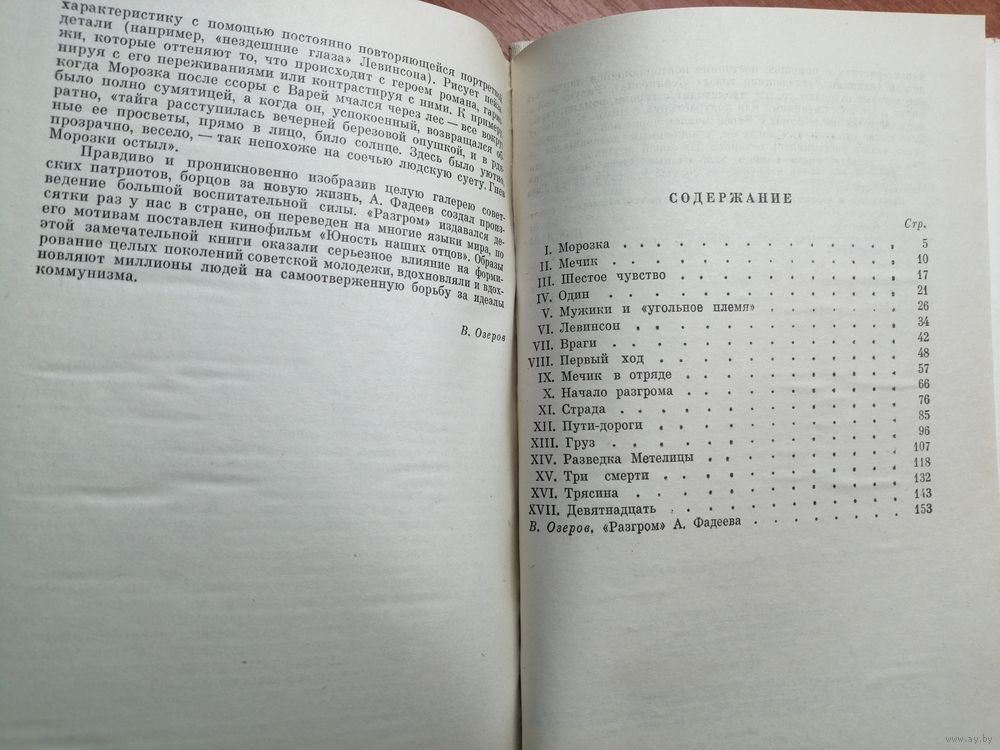 характеристику с помощью постоянно повторяющейся портретной
детали (например, «нездешние глаза» Левинсона). Рисует пейза-
жи, которые оттеняют то, что происходит с героем романа, гармо-
нируя с его переживаниями или контрастируя с ними. К примеру,
когда Морозка после ссоры с Варей мчался через лес — все вокруг
было полно сумятицей, а когда он, успокоенный, возвращался об-
ратно, «тайга расступилась вечерней березовой опушкой, и в рдя-
ные ее просветы, прямо в лицо, било солнце. Здесь было уютно,
прозрачно, весело, — так непохоже на соечью людскую суету. Гнев
Морозки остыл».
Правдиво и проникновенно изобразив целую галерею совет-
ских патриотов, борцов за новую жизнь, А. Фадеев создал произ-
ведение большой воспитательной силы. «Разгром» издавался де-
сятки раз у нас в стране, он переведен на многие языки мира, по
его мотивам поставлен кинофильм «Юность наших отцов». Образы
этой замечательной книги оказали серьезное влияние на форми-
рование целых поколений советской молодежи, вдохновляли и вдох-
новляют миллионы людей на самоотверженную борьбу за идеалы
коммунизма.
В. Озеров
СОДЕРЖАНИЕ
Стр.
I. Морозка . . . . . . . . . . . . 5
II. Мечик . . . . . . . . . . . . 10
III. Шестое чувство . . . . . . . . . . 17
IV. Один . . . . . . . . . . . . 21
V. Мужики и «угольное племя» . . . . . . 26
VI. Левинсон . . . . . . . . . . . 34
VII. Враги . . . . . . . . . . . . 42
VIII. Первый ход . . . . . . . . . . 48
IX. Мечик в отряде . . . . . . . . . 57
X. Начало разгрома . . . . . . . . . 66
XI. Страда . . . . . . . . . . . . 76
XII. Пути-дороги . . . . . . . . . . 85
XIII. Груз . . . . . . . . . . . . 96
XIV. Разведка Метелицы . . . . . . . . 107
XV. Три смерти . . . . . . . . . . 118
XVI. Трясина . . . . . . . . . . . 132
XVII. Девятнадцать . . . . . . . . . . 143
В. Озеров, «Разгром» А. Фадеева . . . . . . 153
www.ay.by